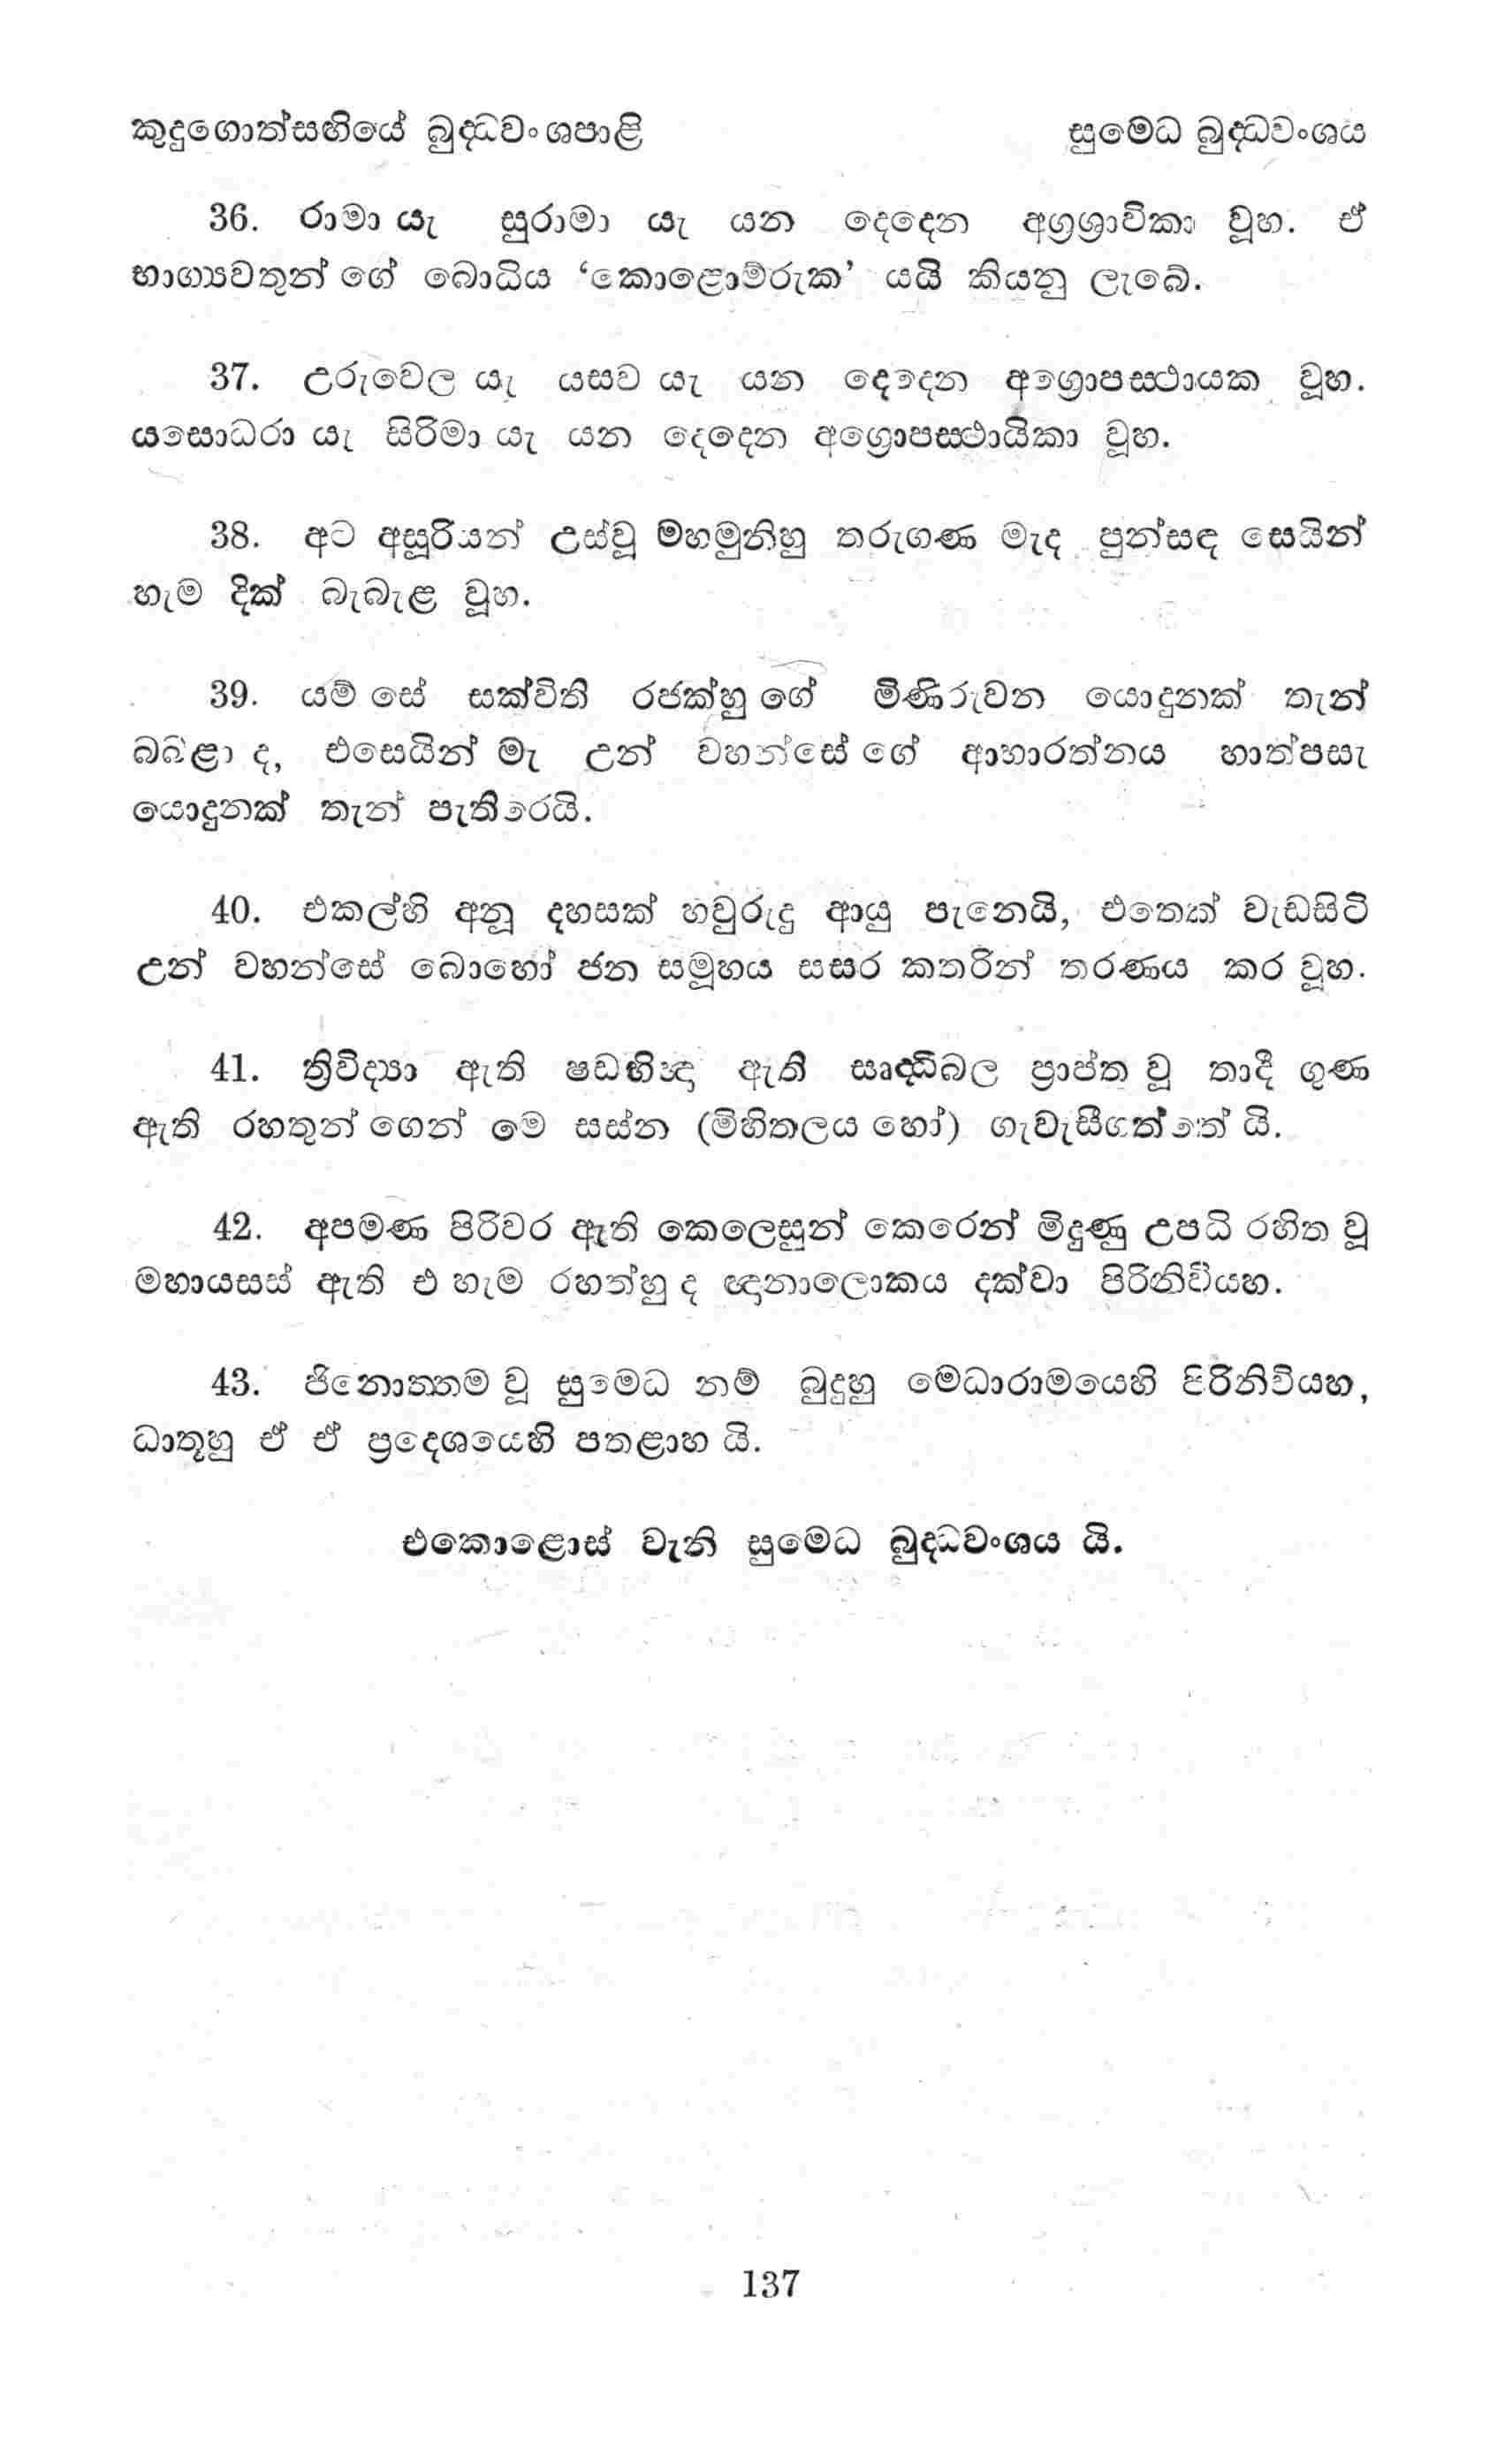 කුදුගොත්සඟියේ බුද්ධවංශපාළි
සුමෙධ බුද්ධවංශය
36. රාමා යැ සුරාමා යැ යන දෙදෙන අග්‍රශ්‍රාවිකා වූහ. ඒ
භාග්‍යවතුන් ගේ බොධිය ‘කොළොම්රුක’ යයි කියනු ලැබේ.
37. උරුවෙල යැ යසව යැ යන දෙදෙන අග්‍රොපස්ථායක වූහ.
යසොධරා යැ සිරිමා යැ යන දෙදෙන අග්‍රොපස්ථායිකා වූහ.
38. අට අසූරියන් උස්වූ මහමුනිහු තරුගණ මැද පුන්සඳ සෙයින්
හැම දික් බැබැළ වූහ.
39. යම් සේ සක්විති රජක්හු ගේ මිණිරුවන යොදුනක් තැන්
බබළා ද, එසෙයින් මැ උන් වහන්සේ ගේ ආභාරත්නය හාත්පසැ
යොදුනක් තැන් පැතිරෙයි.
40. එකල්හි අනූ දහසක් හවුරුදු ආයු පැනෙයි, එතෙක් වැඩසිටි
උන් වහන්සේ බොහෝ ජන සමූහය සසර කතරින් තරණය කර වූහ.
41. ත්‍රිවිද්‍යා ඇති ෂඩභිඥා ඇති සෘද්ධිබල ප්‍රාප්ත වූ තාදී ගුණ
ඇති රහතුන් ගෙන් මෙ සස්න (මිහිතලය හෝ) ගැවැසීගත්තේ යි.
42. අපමණ පිරිවර ඇති කෙලෙසුන් කෙරෙන් මිදුණු උපධි රහිත වූ
මහායසස් ඇති එ හැම රහත්හු ද ඥානාලොකය දක්වා පිරිනිවියහ.
43. ජිනොත්තම වූ සුමෙධ නම් බුදුහු මෙධාරාමයෙහි පිරිනිවියහ,
ධාතූහු ඒ ඒ ප්‍රදෙශයෙහි පතළාහ යි.
එකොළොස් වැනි සුමෙධ බුද්ධවංශය යි.
137